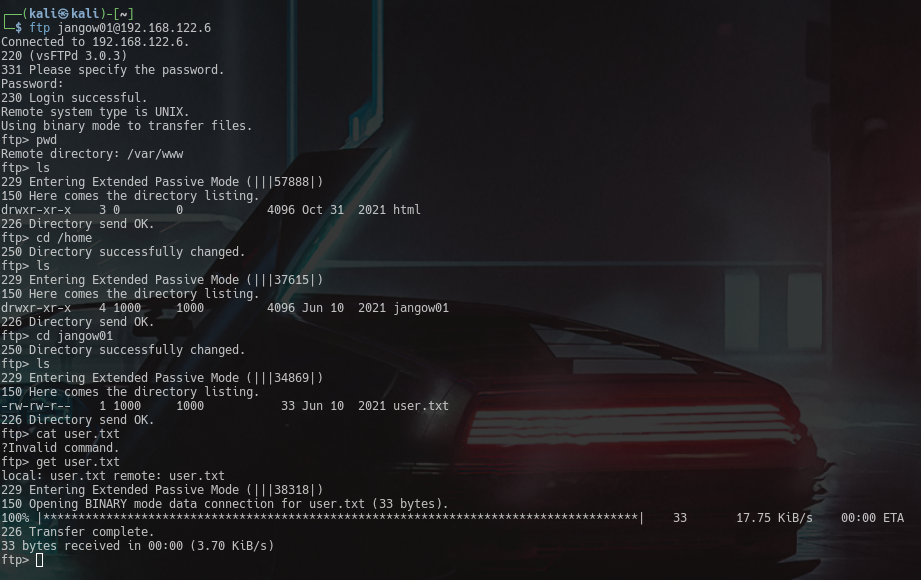 ┌──(kali㉿kali)-[~]
└─$ ftp jangow01@192.168.122.6
Connected to 192.168.122.6.
220 (vsFTPd 3.0.3)
331 Please specify the password.
Password:
230 Login successful.
Remote system type is UNIX.
Using binary mode to transfer files.
ftp> pwd
Remote directory: /var/www
ftp> ls
229 Entering Extended Passive Mode (|||57888|)
150 Here comes the directory listing.
drwxr-xr-x    3 0        0            4096 Oct 31  2021 html
226 Directory send OK.
ftp> cd /home
250 Directory successfully changed.
ftp> ls
229 Entering Extended Passive Mode (|||37615|)
150 Here comes the directory listing.
drwxr-xr-x    4 1000     1000         4096 Jun 10  2021 jangow01
226 Directory send OK.
ftp> cd jangow01
250 Directory successfully changed.
ftp> ls
229 Entering Extended Passive Mode (|||34869|)
150 Here comes the directory listing.
-rw-rw-r--    1 1000     1000           33 Jun 10  2021 user.txt
226 Directory send OK.
ftp> cat user.txt
?Invalid command.
ftp> get user.txt
local: user.txt remote: user.txt
229 Entering Extended Passive Mode (|||38318|)
150 Opening BINARY mode data connection for user.txt (33 bytes).
100% |*************************************************************************************|    33       17.75 KiB/s    00:00 ETA
226 Transfer complete.
33 bytes received in 00:00 (3.70 KiB/s)
ftp>